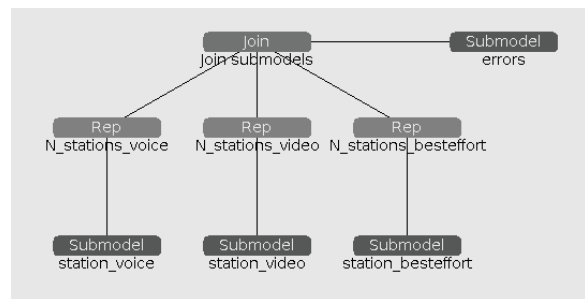 Join
Join submodels
Submodel
errors
Rep
N_stations_voice
Rep
N_stations_video
Rep
N_stations_besteffort
Submodel
station_voice
Submodel
station_video
Submodel
station_besteffort